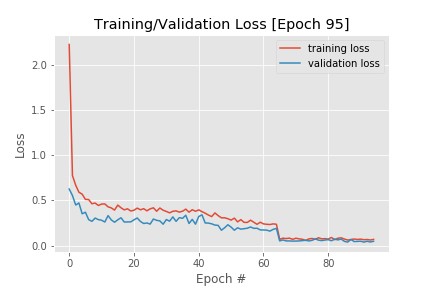 Training/Validation Loss [Epoch 95]
training loss
validation loss
2.0
1.5
1.0
0.5
0.0
Loss
0 20 40 60 80
Epoch #